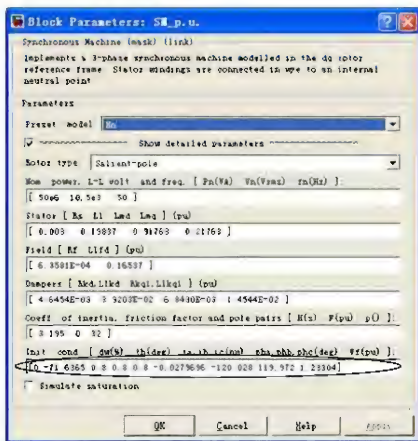 Block Parameters: SM_p.u.
Synchronous Machine (mask) (link)
Implements a 3-phase synchronous machine modelled in the dq rotor
reference frame. Stator windings are connected in wye to an internal
neutral point
Parameters
Preset model No
Show detailed parameters
Rotor type Salient-pole
Nom. power, L-L volt and freq. [ Pn(VA) Vn(Vrms) fn(Hz) ]:
[ 50e6 10.5e3 50 ]
Stator [ Rs Ll Lmd Lmq ] (pu)
[ 0.003 0.19837 0.91763 0.21763 ]
Field [ Rf Llfd ] (pu)
[ 6.3581E-04 0.16537 ]
Dampers [ Rkd,Llkd Rkq1,Llkq1 ] (pu)
[ 4.6454E-03 3.9203E-02 6.8430E-03 1.4544E-02 ]
Coeff of inertia, friction factor and pole pairs [ H(s) F(pu) p() ]:
[ 3.195 0 32 ]
Init. cond. [ dw(%) th(deg) ia,ib,ic(pu) pha,phb,phc(deg) Vf(pu) ]
[0 -71.6365 0.8 0.8 0.8 -0.0279696 -120.028 119.972 1.28304]
Simulate saturation
OK Cancel Help Apply